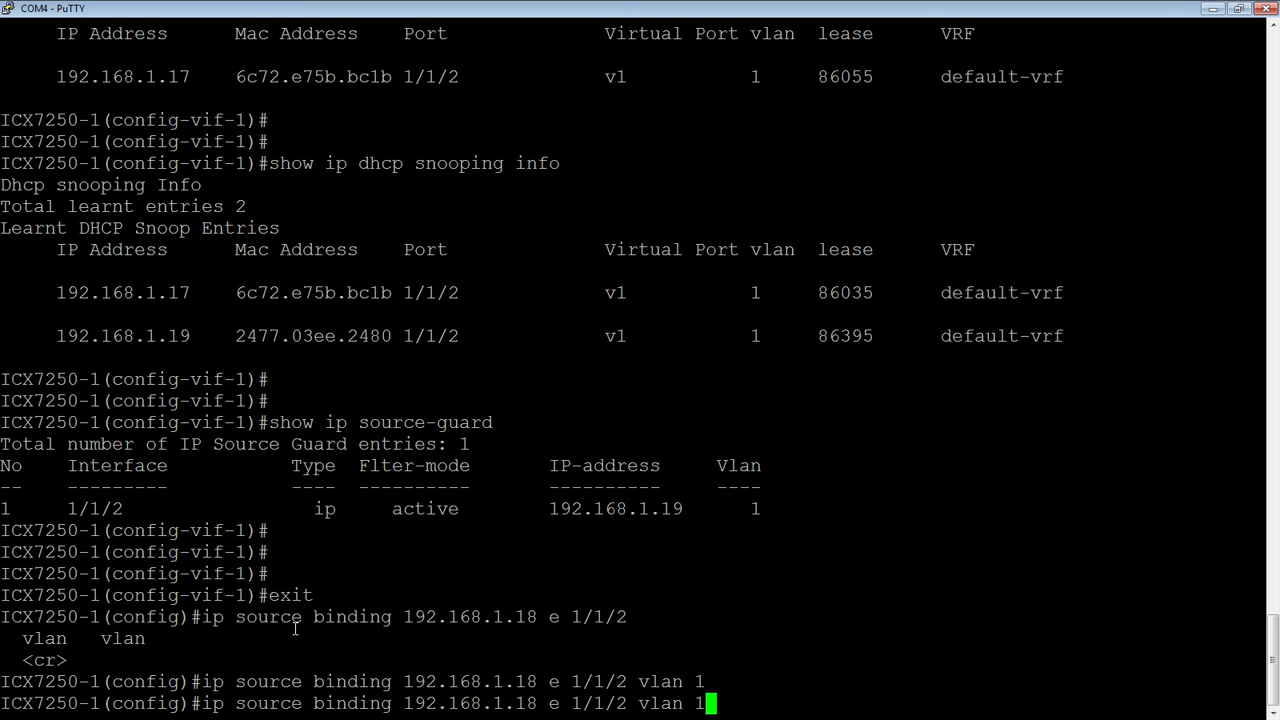 COM4 - PuTTY
IP Address Mac Address Port Virtual Port vlan lease VRF
192.168.1.17 6c72.e75b.bc1b 1/1/2 v1 1 86055 default-vrf
ICX7250-1(config-vif-1)#
ICX7250-1(config-vif-1)#
ICX7250-1(config-vif-1)#show ip dhcp snooping info
Dhcp snooping Info
Total learnt entries 2
Learnt DHCP Snoop Entries
IP Address Mac Address Port Virtual Port vlan lease VRF
192.168.1.17 6c72.e75b.bc1b 1/1/2 v1 1 86035 default-vrf
192.168.1.19 2477.03ee.2480 1/1/2 v1 1 86395 default-vrf
ICX7250-1(config-vif-1)#
ICX7250-1(config-vif-1)#
ICX7250-1(config-vif-1)#show ip source-guard
Total number of IP Source Guard entries: 1
No Interface Type Flter-mode IP-address Vlan
-- --------- ---- ---------- ---------- ----
1 1/1/2 ip active 192.168.1.19 1
ICX7250-1(config-vif-1)#
ICX7250-1(config-vif-1)#
ICX7250-1(config-vif-1)#
ICX7250-1(config-vif-1)#exit
ICX7250-1(config)#ip source binding 192.168.1.18 e 1/1/2
vlan vlan
<cr>
ICX7250-1(config)#ip source binding 192.168.1.18 e 1/1/2 vlan 1
ICX7250-1(config)#ip source binding 192.168.1.18 e 1/1/2 vlan 1